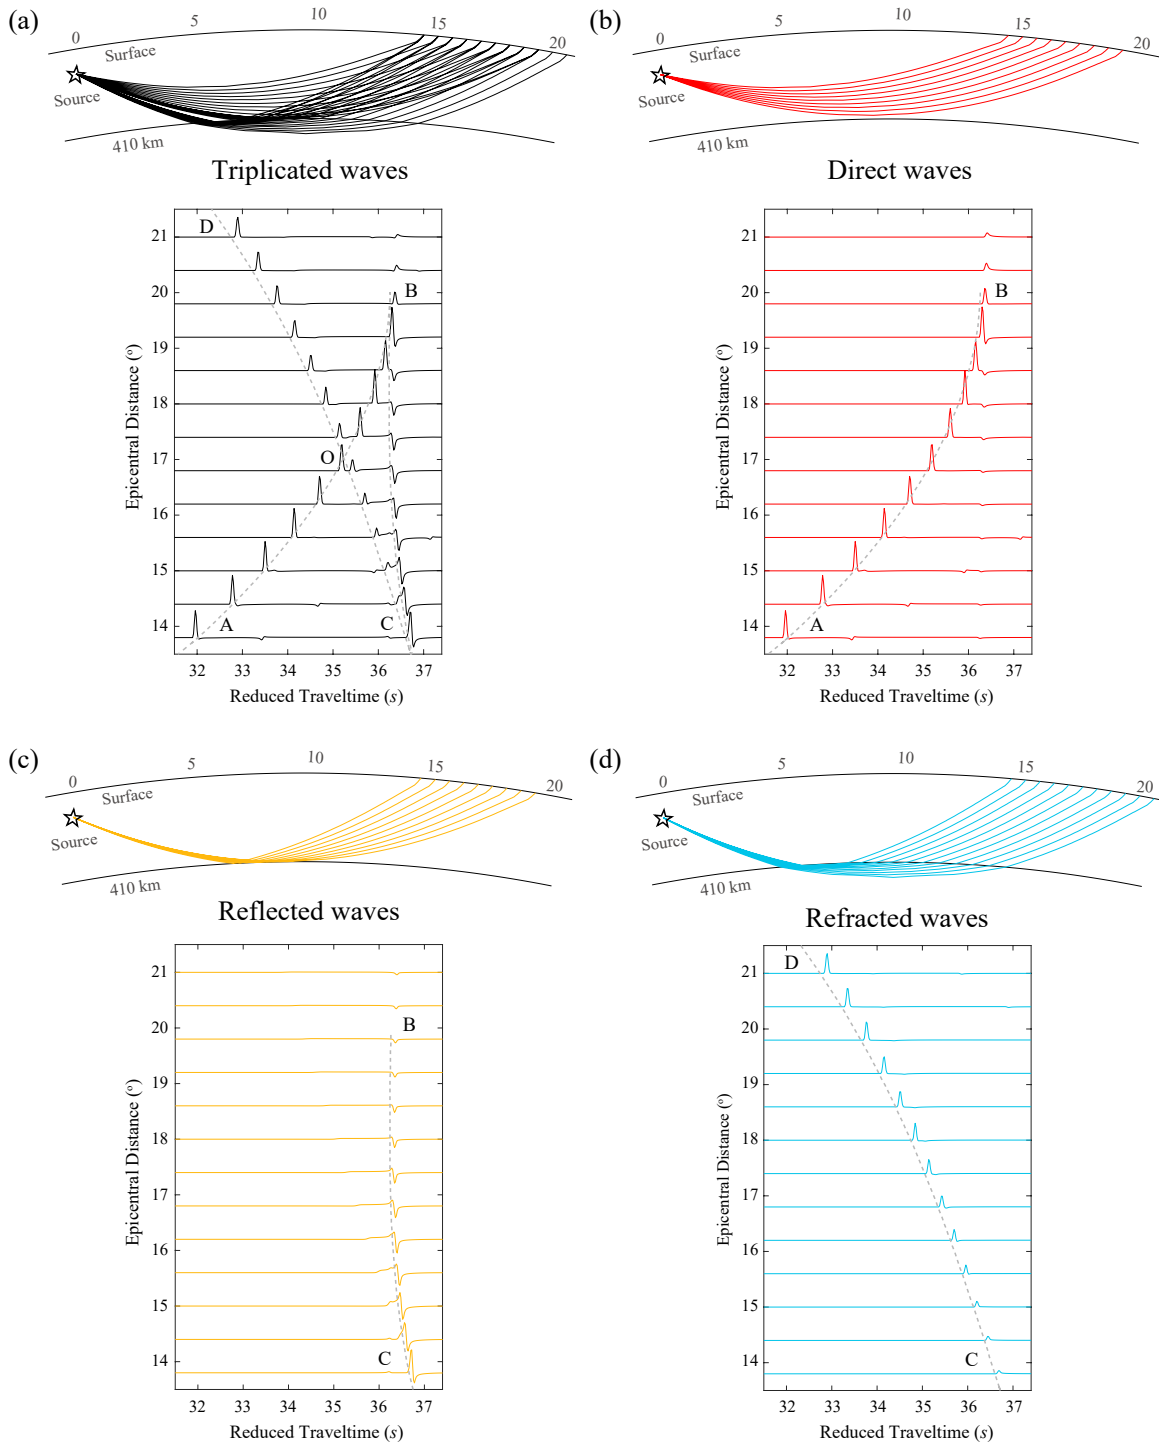 (a)
0 5 10 15 20
Surface
Source
410 km
Triplicated waves
D
B
O
A
C
21
20
19
18
17
16
15
14
Epicentral Distance (°)
32 33 34 35 36 37
Reduced Traveltime (s)
(b)
0 5 10 15 20
Surface
Source
410 km
Direct waves
B
A
21
20
19
18
17
16
15
14
Epicentral Distance (°)
32 33 34 35 36 37
Reduced Traveltime (s)
(c)
0 5 10 15 20
Surface
Source
410 km
Reflected waves
B
C
21
20
19
18
17
16
15
14
Epicentral Distance (°)
32 33 34 35 36 37
Reduced Traveltime (s)
(d)
0 5 10 15 20
Surface
Source
410 km
Refracted waves
D
C
21
20
19
18
17
16
15
14
Epicentral Distance (°)
32 33 34 35 36 37
Reduced Traveltime (s)